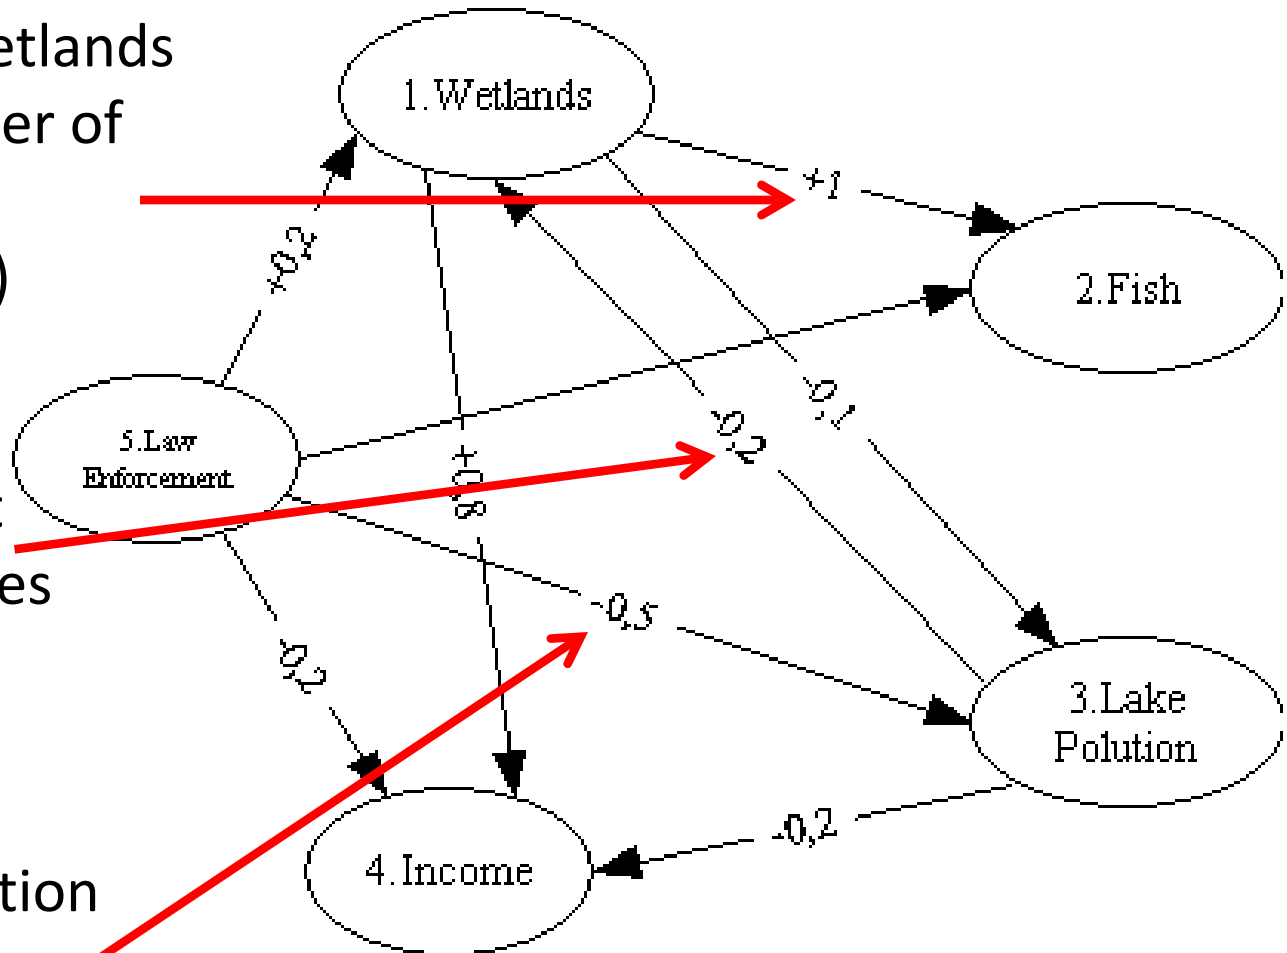 etlands
er of
)
es
tion
1.Wetlands
+1
+0,2
2.Fish
-0,1
-0,2
5.Law
Enforcement
+0,8
-0,5
-0,2
3.Lake
Polution
-0,2
4.Income